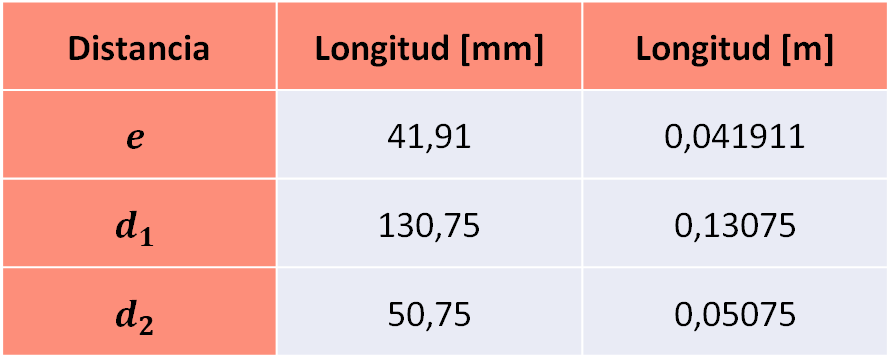 Distancia Longitud [mm] Longitud [m]
e 41,91 0,041911
d₁ 130,75 0,13075
d₂ 50,75 0,05075